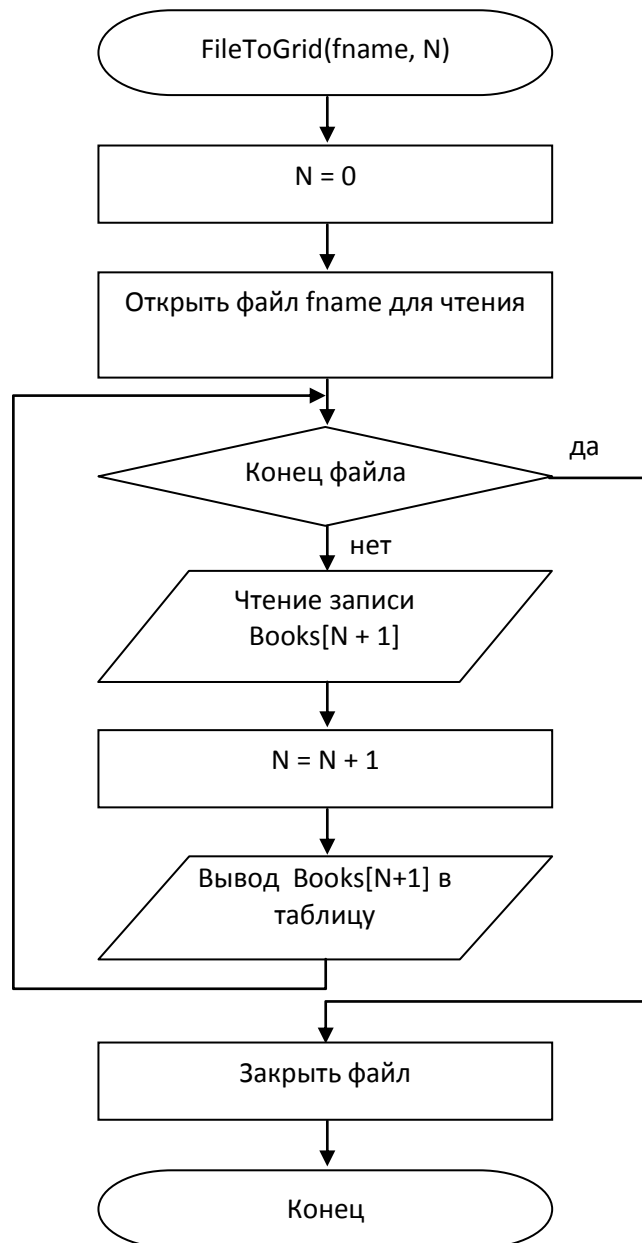 FileToGrid(fname, N)
N = 0
Открыть файл fname для чтения
да
Конец файла
нет
Чтение записи
Books[N + 1]
N = N + 1
Вывод  Books[N+1] в
таблицу
Закрыть файл
Конец